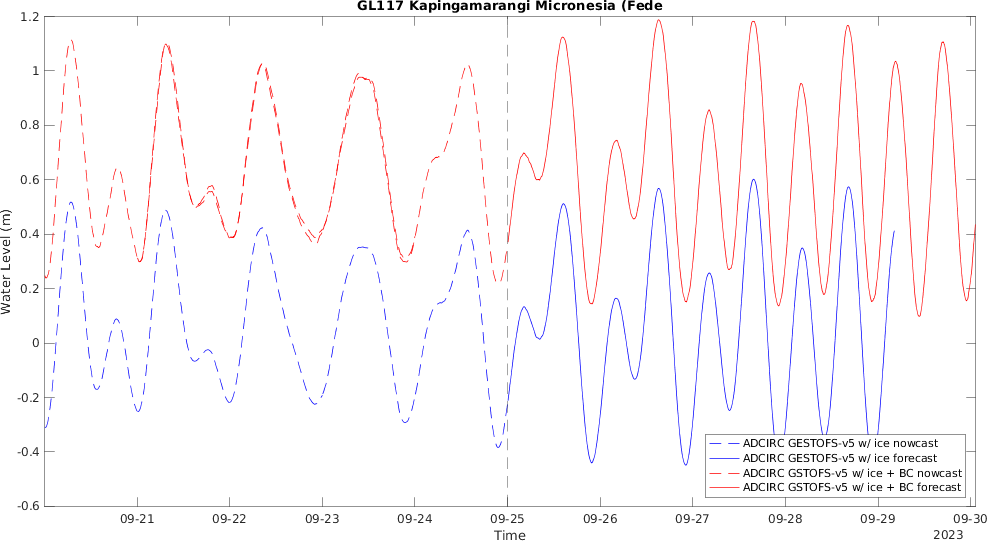 GL117 Kapingamarangi Micronesia (Fede
1.2
1
0.8
0.6
0.4
0.2
0
-0.2
-0.4
-0.6
Water Level (m)
09-21 09-22 09-23 09-24 09-25 09-26 09-27 09-28 09-29 09-30
Time
2023
ADCIRC GESTOFS-v5 w/ ice nowcast
ADCIRC GESTOFS-v5 w/ ice forecast
ADCIRC GSTOFS-v5 w/ ice + BC nowcast
ADCIRC GSTOFS-v5 w/ ice + BC forecast